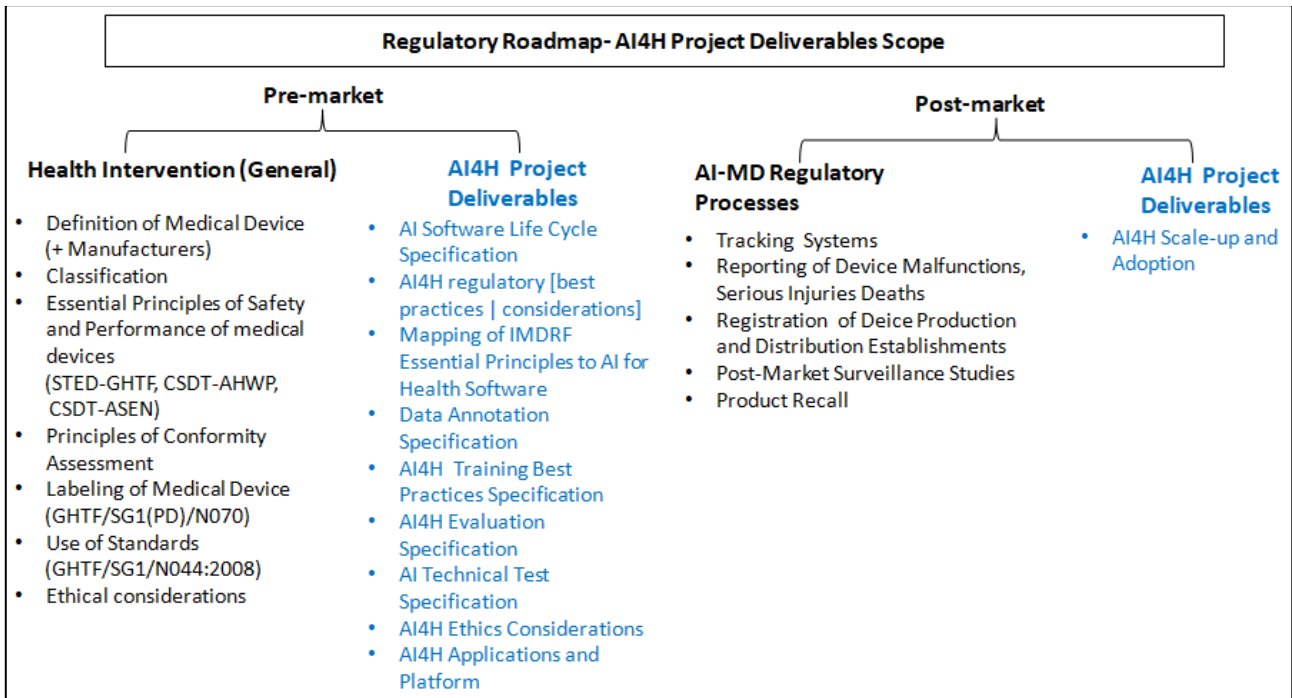 Regulatory Roadmap- AI4H Project Deliverables Scope
Pre-market
Health Intervention (General)
• Definition of Medical Device
(+ Manufacturers)
• Classification
• Essential Principles of Safety
and Performance of medical
devices
(STED-GHTF, CSDT-AHWP,
CSDT-ASEN)
• Principles of Conformity
Assessment
• Labeling of Medical Device
(GHTF/SG1(PD)/N070)
• Use of Standards
(GHTF/SG1/N044:2008)
• Ethical considerations
AI4H Project
Deliverables
• AI Software Life Cycle
Specification
• AI4H regulatory [best
practices | considerations]
• Mapping of IMDRF
Essential Principles to AI for
Health Software
• Data Annotation
Specification
• AI4H Training Best
Practices Specification
• AI4H Evaluation
Specification
• AI Technical Test
Specification
• AI4H Ethics Considerations
• AI4H Applications and
Platform
Post-market
AI-MD Regulatory
Processes
• Tracking Systems
• Reporting of Device Malfunctions,
Serious Injuries Deaths
• Registration of Deice Production
and Distribution Establishments
• Post-Market Surveillance Studies
• Product Recall
AI4H Project
Deliverables
• AI4H Scale-up and
Adoption